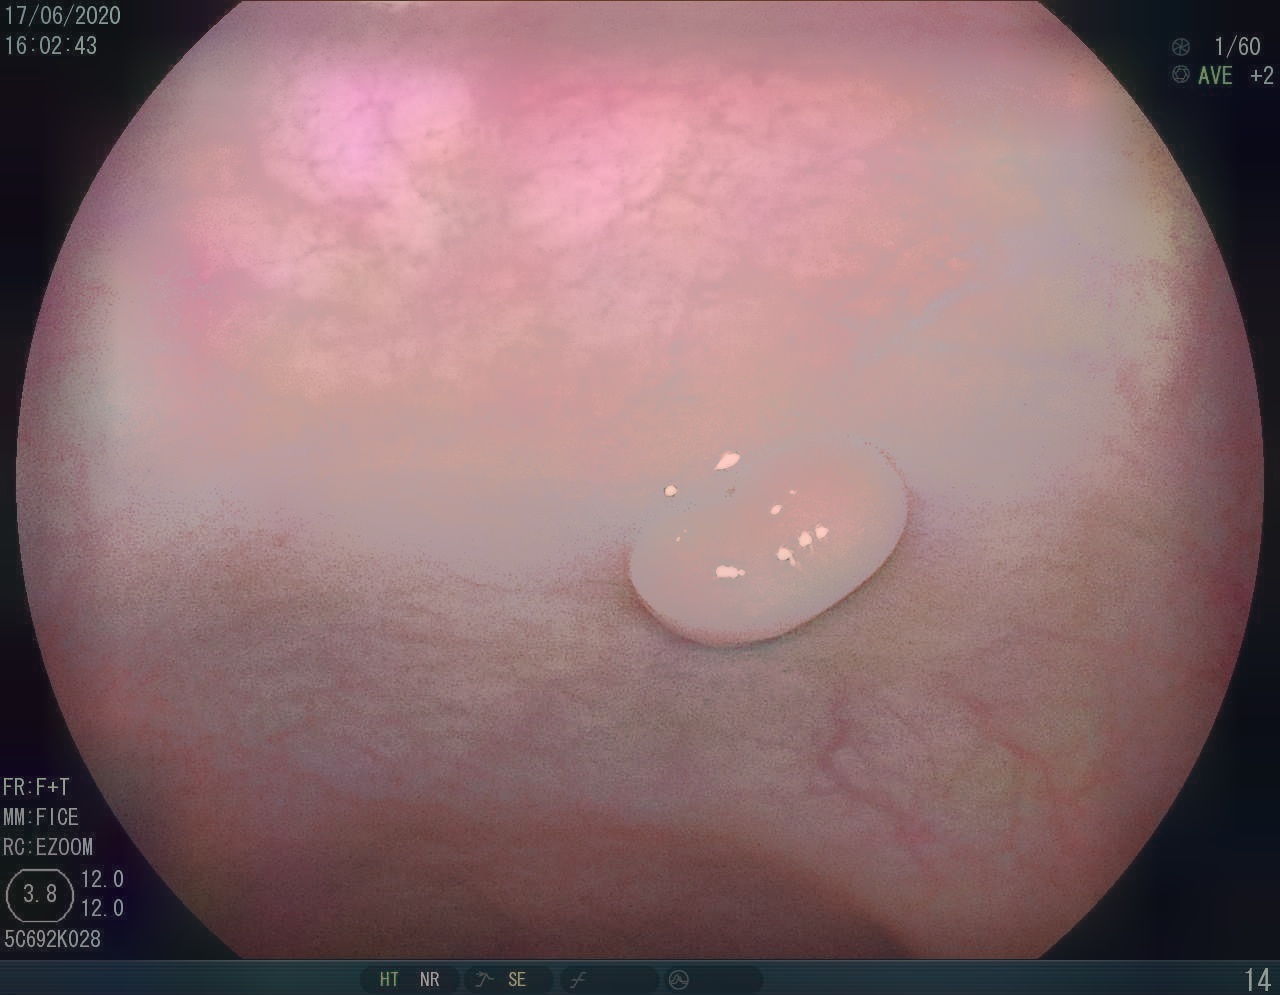 17/06/2020
16:02:43
1/60
AVE +2
FR:F+T
MM:FICE
RC:EZOOM
3.8
12.0
12.0
5C692K028
HT NR SE
14